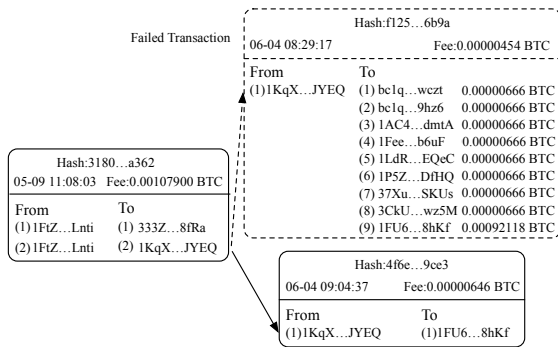 Failed Transaction
Hash:f125…6b9a
06-04 08:29:17 Fee:0.00000454 BTC
From To
(1)1KqX…JYEQ (1) bc1q…wczt 0.00000666 BTC
(2) bc1q…9hz6 0.00000666 BTC
(3) 1AC4…dmtA 0.00000666 BTC
(4) 1Fee…b6uF 0.00000666 BTC
(5) 1LdR…EQeC 0.00000666 BTC
(6) 1P5Z…DfHQ 0.00000666 BTC
(7) 37Xu…SKUs 0.00000666 BTC
(8) 3CkU…wz5M 0.00000666 BTC
(9) 1FU6…8hKf 0.00092118 BTC
Hash:3180…a362
05-09 11:08:03 Fee:0.00107900 BTC
From To
(1) 1FtZ…Lnti (1) 333Z…8fRa
(2) 1FtZ…Lnti (2) 1KqX…JYEQ
Hash:4f6e…9ce3
06-04 09:04:37 Fee:0.00000646 BTC
From To
(1)1KqX…JYEQ (1)1FU6…8hKf